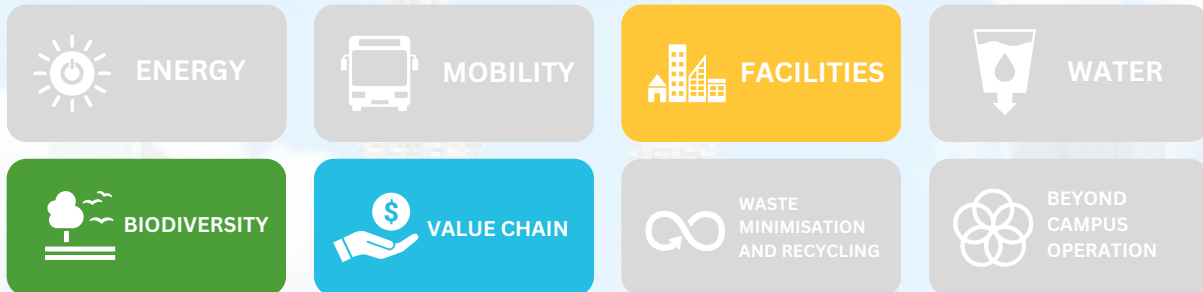 ENERGY
MOBILITY
FACILITIES
WATER
BIODIVERSITY
$
VALUE CHAIN
WASTE
MINIMISATION
AND RECYCLING
BEYOND
CAMPUS
OPERATION